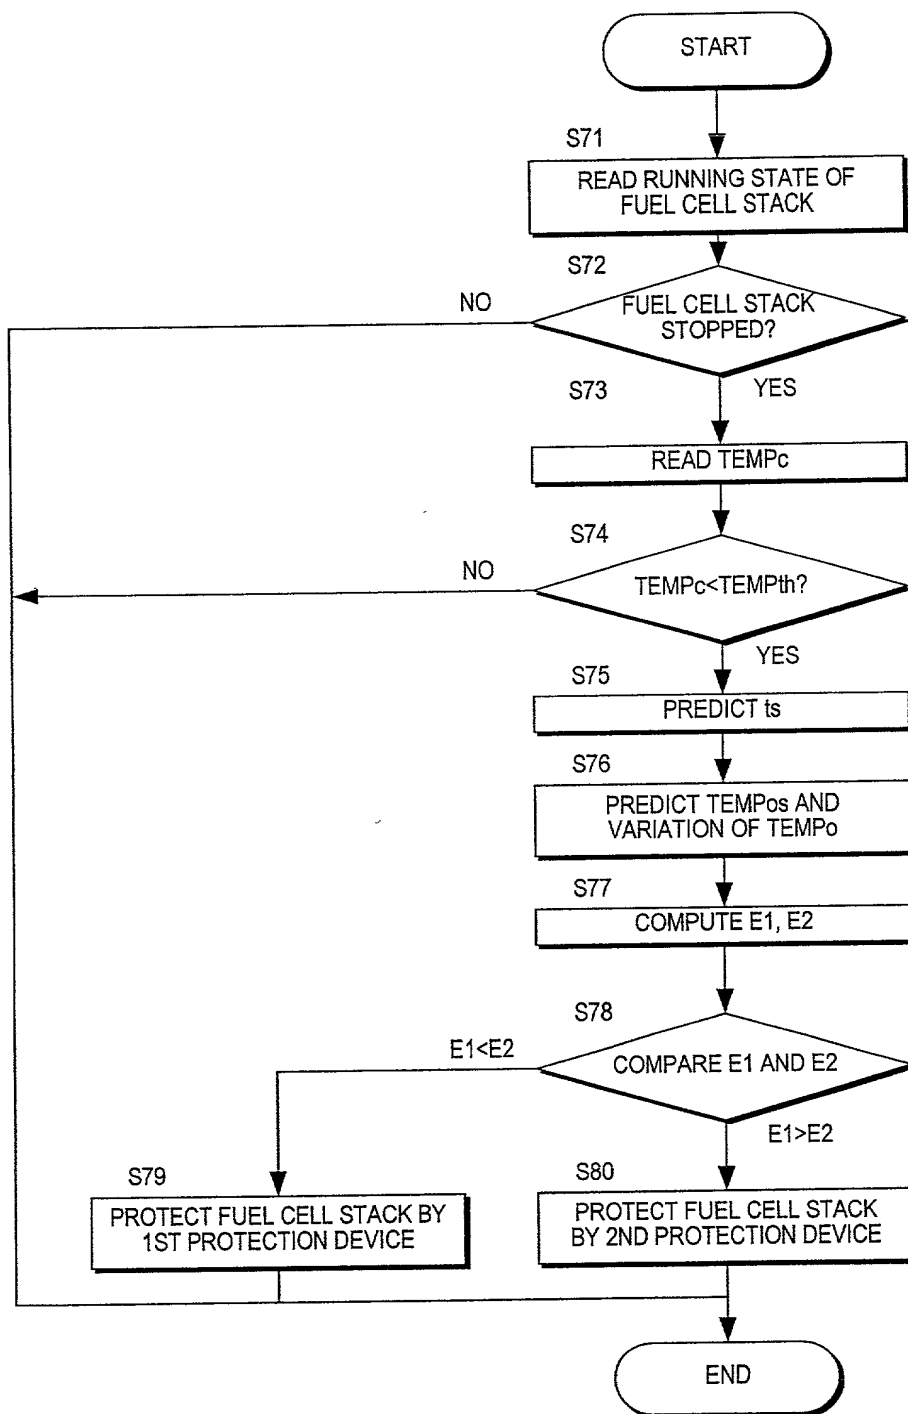 START
S71
READ RUNNING STATE OF
FUEL CELL STACK
S72
NO
FUEL CELL STACK
STOPPED?
YES
S73
READ TEMPc
S74
NO
TEMPc<TEMPth?
YES
S75
PREDICT ts
S76
PREDICT TEMPos AND
VARIATION OF TEMPo
S77
COMPUTE E1, E2
S78
E1<E2
COMPARE E1 AND E2
E1>E2
S79
PROTECT FUEL CELL STACK BY
1ST PROTECTION DEVICE
S80
PROTECT FUEL CELL STACK
BY 2ND PROTECTION DEVICE
END